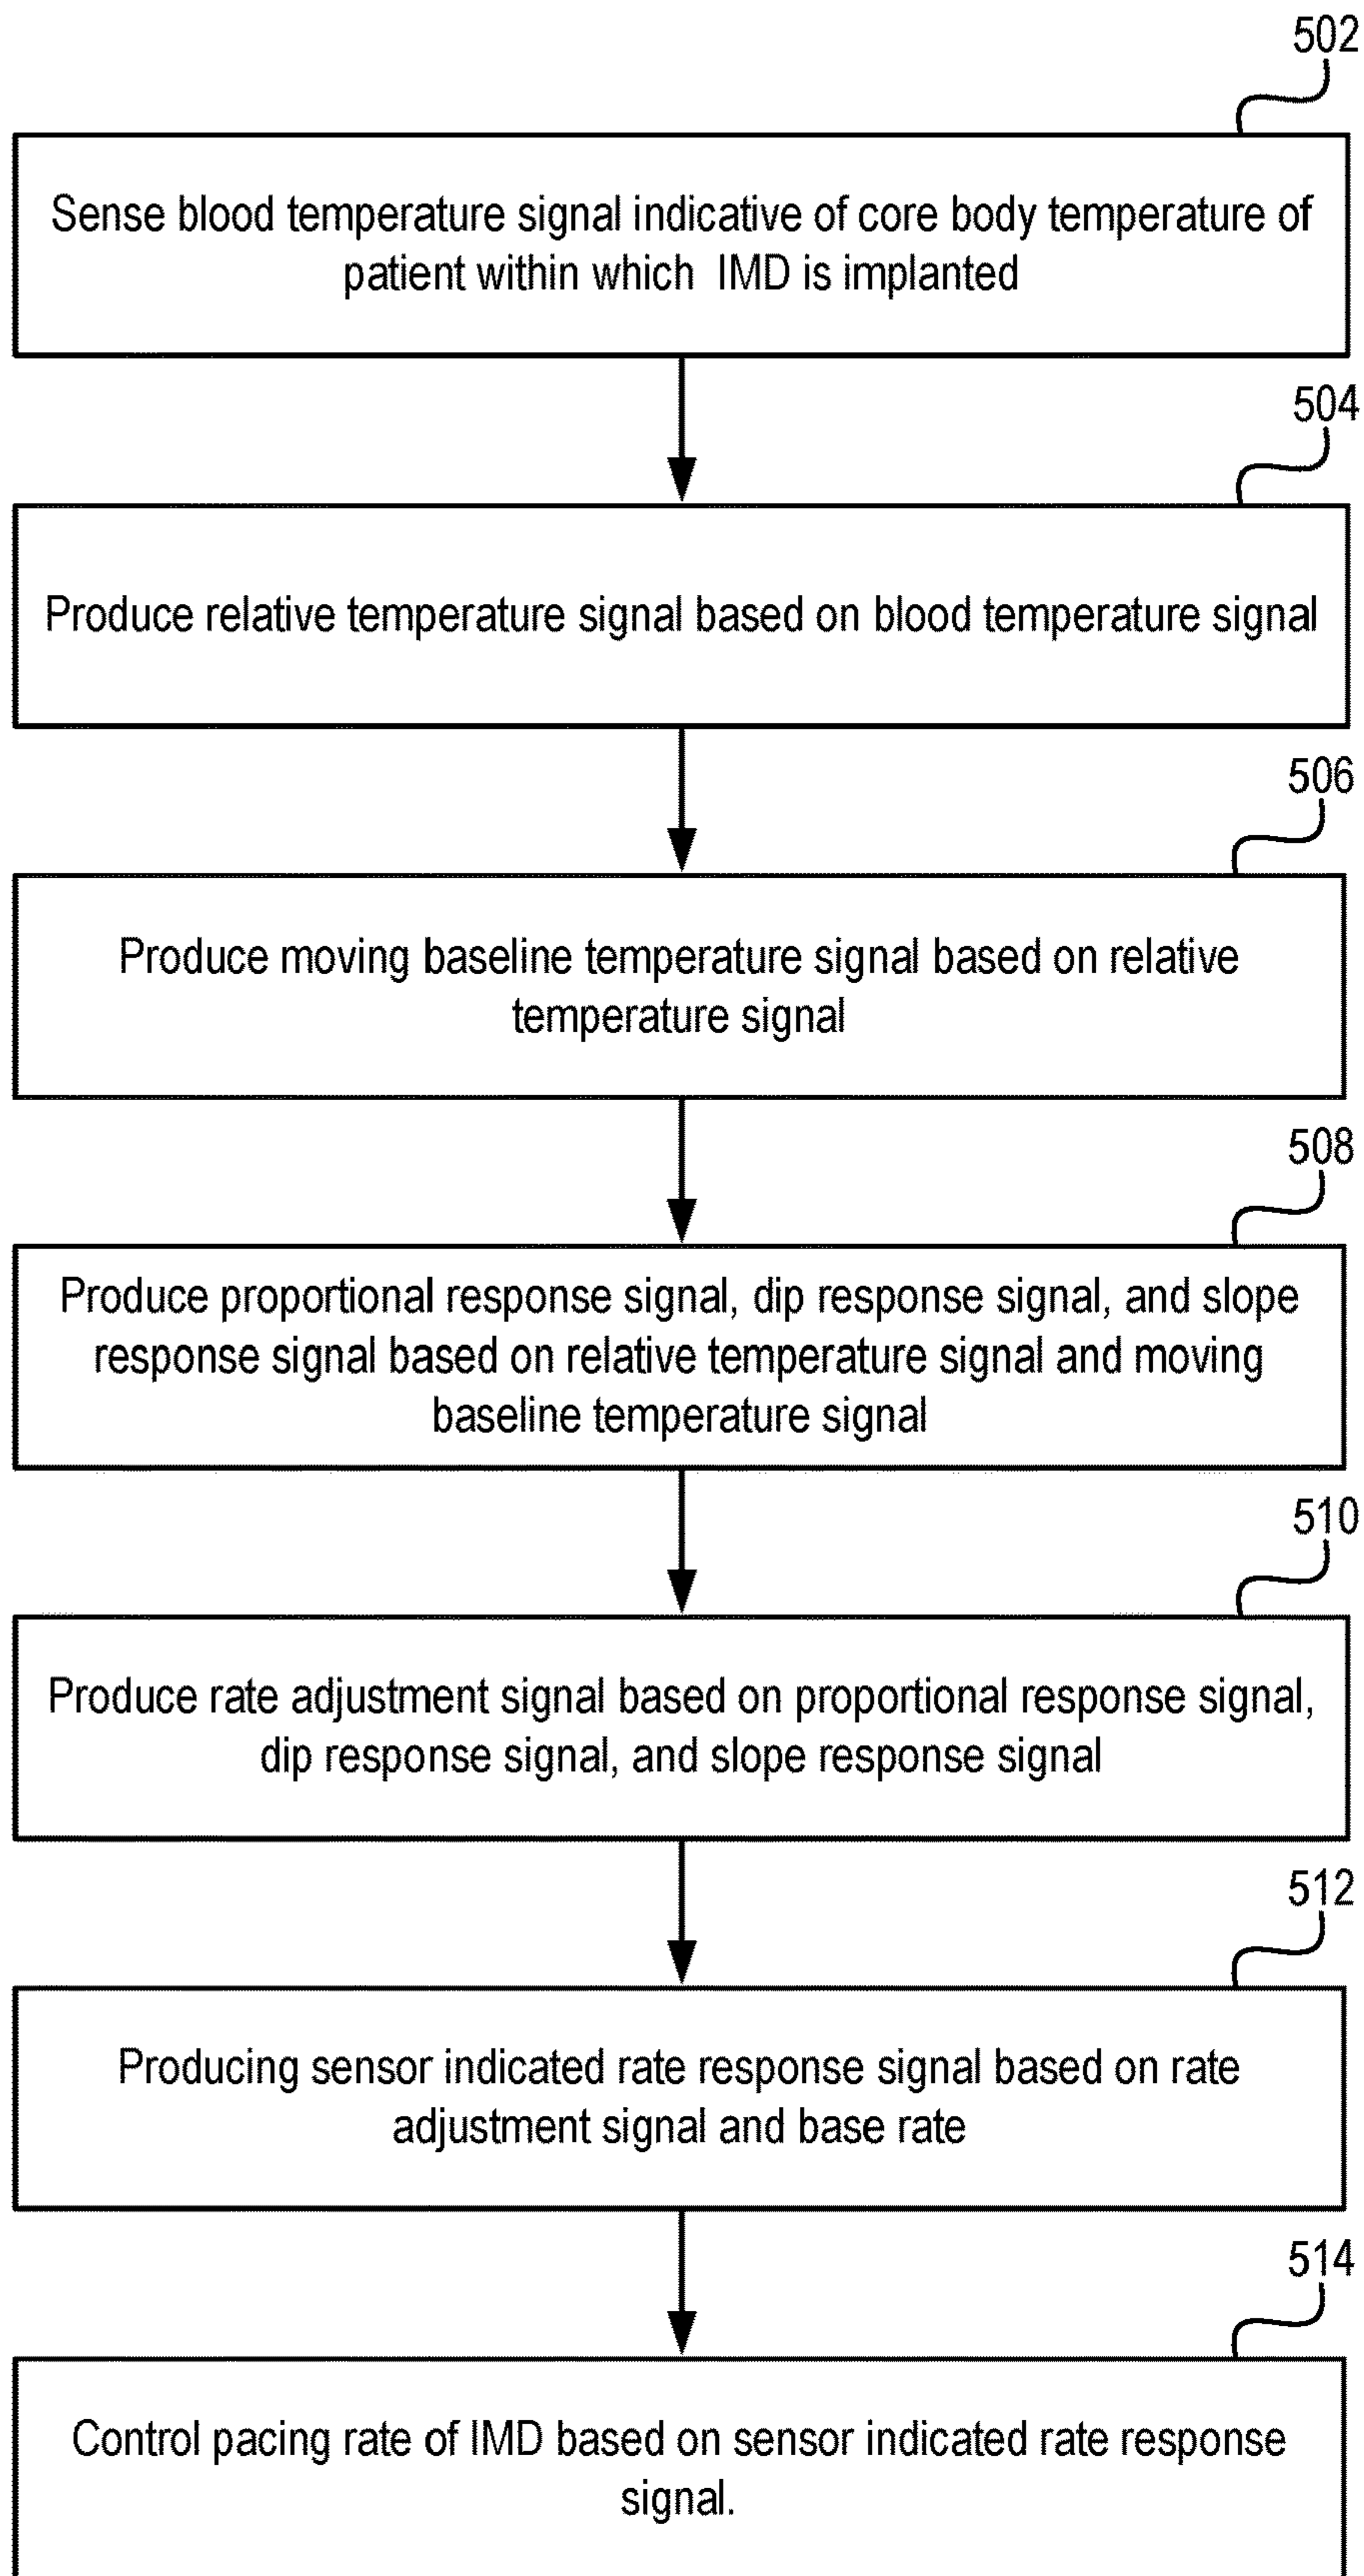 502
Sense blood temperature signal indicative of core body temperature of
patient within which IMD is implanted
504
Produce relative temperature signal based on blood temperature signal
506
Produce moving baseline temperature signal based on relative
temperature signal
508
Produce proportional response signal, dip response signal, and slope
response signal based on relative temperature signal and moving
baseline temperature signal
510
Produce rate adjustment signal based on proportional response signal,
dip response signal, and slope response signal
512
Producing sensor indicated rate response signal based on rate
adjustment signal and base rate
514
Control pacing rate of IMD based on sensor indicated rate response
signal.